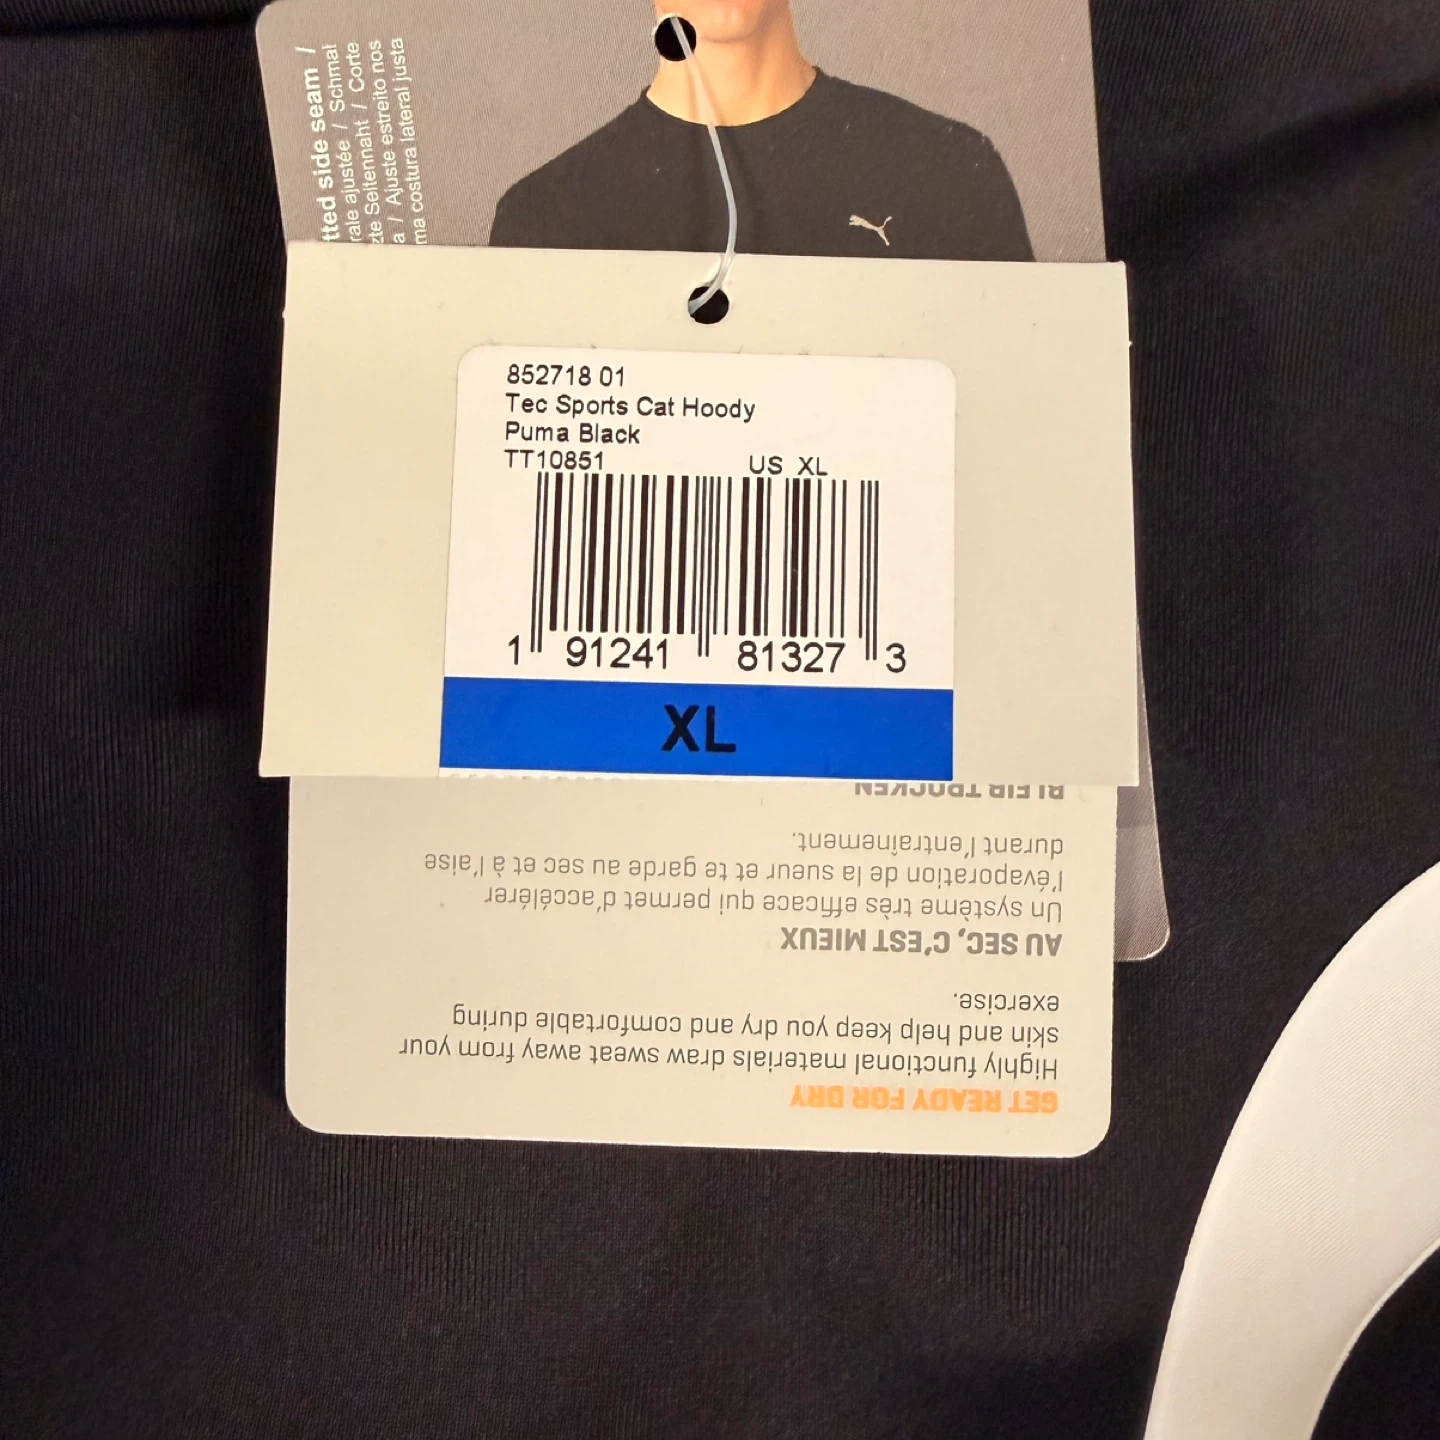 tted side seam /
rale ajustée / Schmal
zte Seitennaht / Corte
a / Ajuste estreito nos
ma costura lateral justa
852718 01
Tec Sports Cat Hoody
Puma Black
TT10851 US XL
1 91241 81327 3
XL
GET READY FOR DRY
Highly functional materials draw sweat away from your
skin and help keep you dry and comfortable during
exercise.
AU SEC, C'EST MIEUX
Un système très efficace qui permet d'accélérer
l'évaporation de la sueur et te garde au sec et à l'aise
durant l'entraînement.
BLEIB TROCKEN